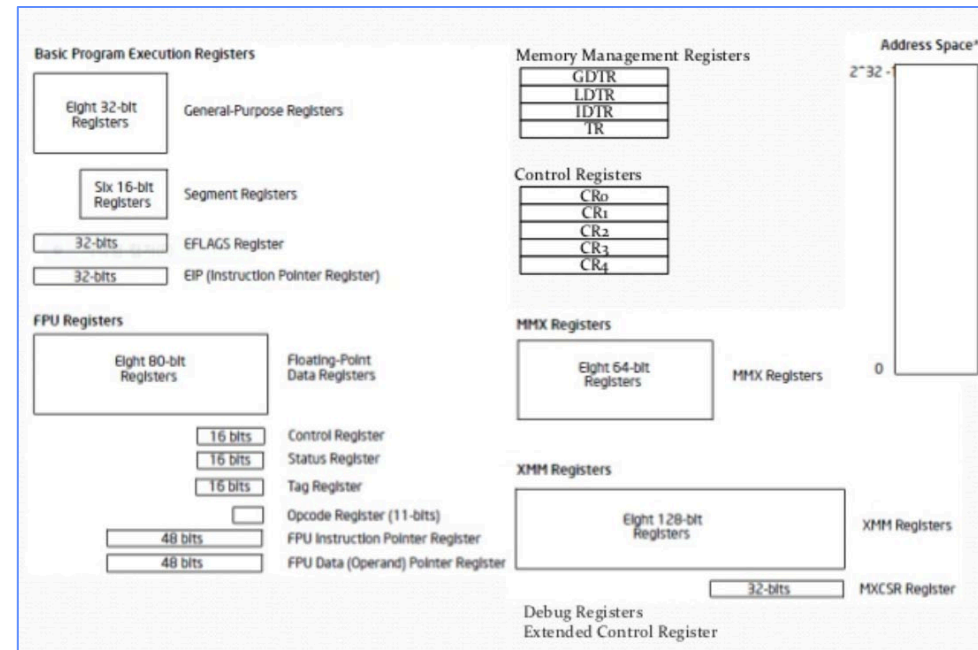 Basic Program Execution Registers
Eight 32-bit
Registers
General-Purpose Registers
Six 16-bit
Registers
Segment Registers
32-bits
EFLAGS Register
32-bits
EIP (Instruction Pointer Register)
FPU Registers
Eight 80-bit
Registers
Floating-Point
Data Registers
16 bits
Control Register
16 bits
Status Register
16 bits
Tag Register
Opcode Register (11-bits)
48 bits
FPU Instruction Pointer Register
48 bits
FPU Data (Operand) Pointer Register
Memory Management Registers
GDTR
LDTR
IDTR
TR
Control Registers
CR0
CR1
CR2
CR3
CR4
MMX Registers
Eight 64-bit
Registers
MMX Registers
XMM Registers
Eight 128-bit
Registers
XMM Registers
32-bits
MXCSR Register
Debug Registers
Extended Control Register
Address Space*
2^32 -1
0